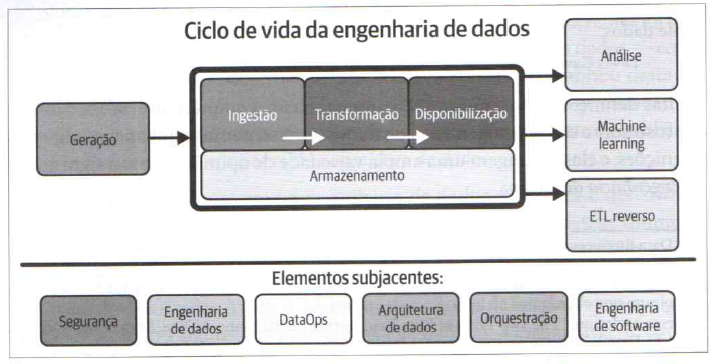 Ciclo de vida da engenharia de dados
Geração
Ingestão
Transformação
Disponibilização
Armazenamento
Análise
Machine
learning
ETL reverso
Elementos subjacentes:
Segurança
Engenharia
de dados
DataOps
Arquitetura
de dados
Orquestração
Engenharia
de software